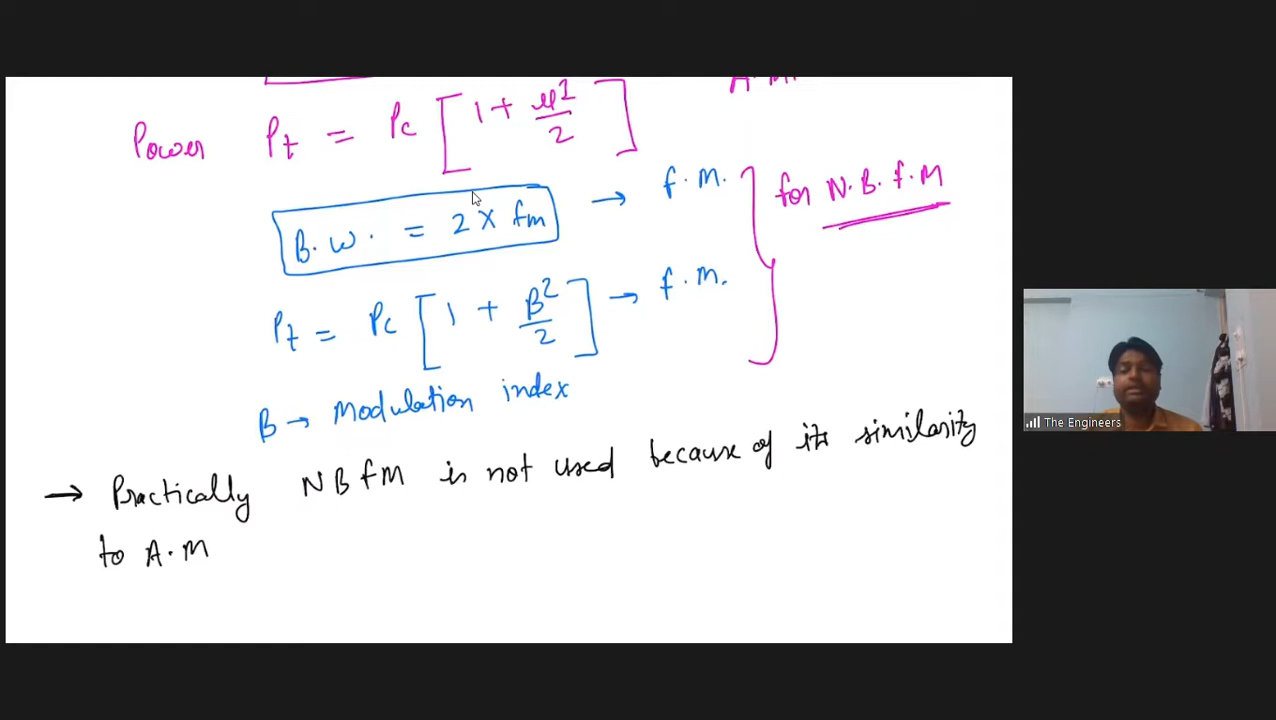 A.M.
Power Pt = Pc [ 1 + μ²/2 ]
B.W. = 2 x fm → f.M.
for N.B.f.M
Pt = Pc [ 1 + β²/2 ] → f.M.
β → Modulation index
→ Practically NBFM is not used because of its similarity
to A.M
The Engineers